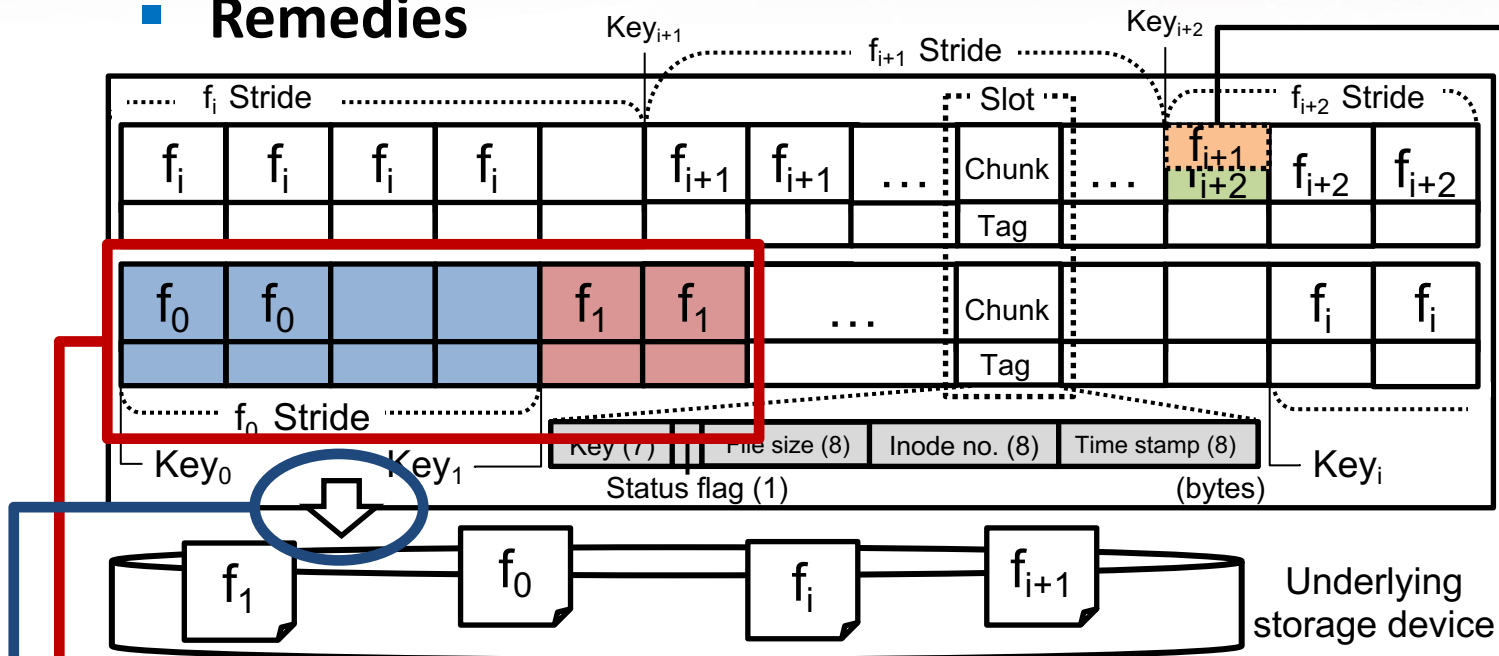 ▪ Remedies
Keyᵢ₊₁ fᵢ₊₁ Stride Keyᵢ₊₂
fᵢ Stride Slot fᵢ₊₂ Stride
fᵢ fᵢ fᵢ fᵢ fᵢ₊₁ fᵢ₊₁ ... Chunk ... fᵢ₊₁ fᵢ₊₂ fᵢ₊₂
i+2
Tag
f₀ f₀ f₁ f₁ ... Chunk fᵢ fᵢ
Tag
f₀ Stride
Key (7) File size (8) Inode no. (8) Time stamp (8)
Key₀ Key₁ Status flag (1) (bytes) Keyᵢ
f₁ f₀ fᵢ fᵢ₊₁ Underlying
storage device